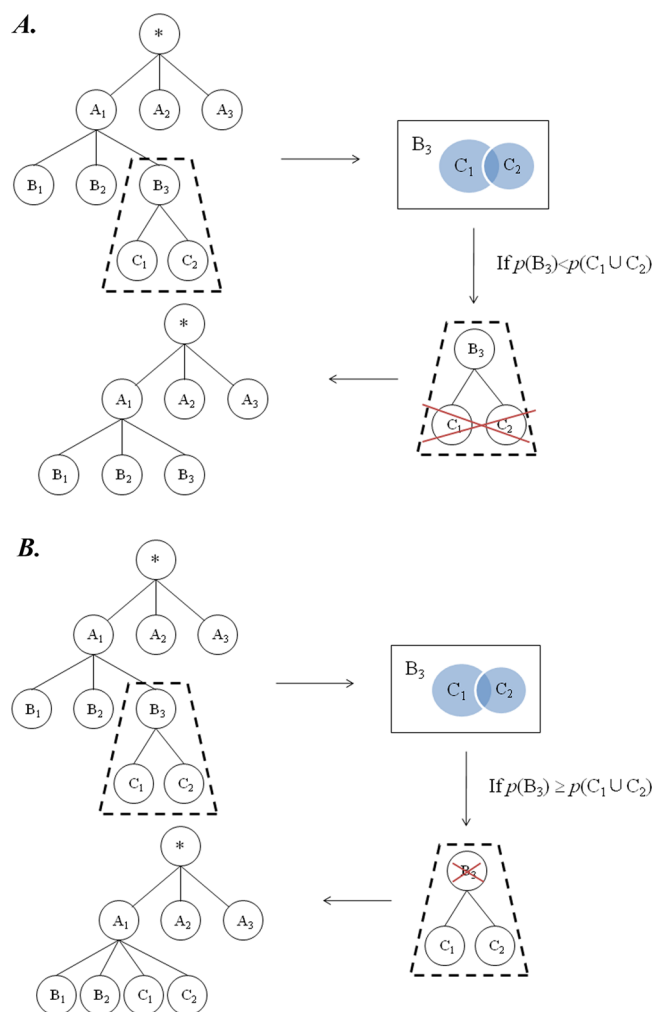 A.
*
A₁ A₂ A₃
B₁ B₂ B₃
C₁ C₂
B₃
C₁ C₂
If p(B₃)<p(C₁∪C₂)
B₃
C₁ C₂
*
A₁ A₂ A₃
B₁ B₂ B₃
B.
*
A₁ A₂ A₃
B₁ B₂ B₃
C₁ C₂
B₃
C₁ C₂
If p(B₃) ≥ p(C₁∪C₂)
B₃
C₁ C₂
*
A₁ A₂ A₃
B₁ B₂ C₁ C₂